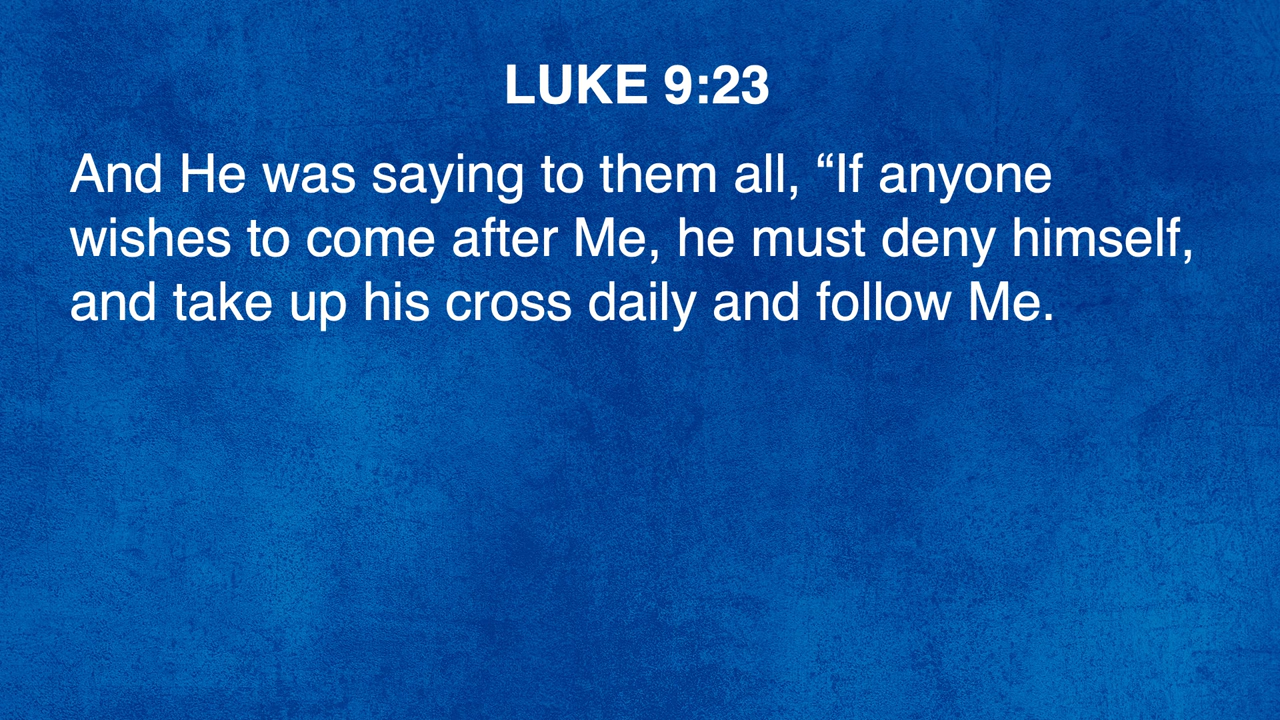 LUKE 9:23
And He was saying to them all, “If anyone
wishes to come after Me, he must deny himself,
and take up his cross daily and follow Me.